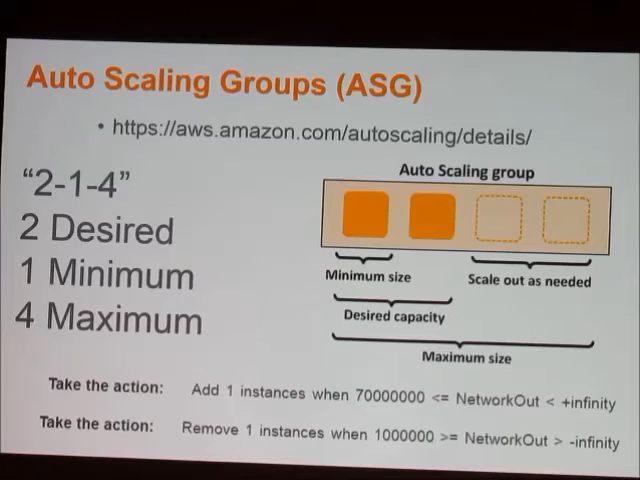 Auto Scaling Groups (ASG)
• https://aws.amazon.com/autoscaling/details/
"2-1-4"
2 Desired
1 Minimum
4 Maximum
Auto Scaling group
Minimum size
Scale out as needed
Desired capacity
Maximum size
Take the action: Add 1 instances when 70000000 <= NetworkOut < +infinity
Take the action: Remove 1 instances when 1000000 >= NetworkOut > -infinity